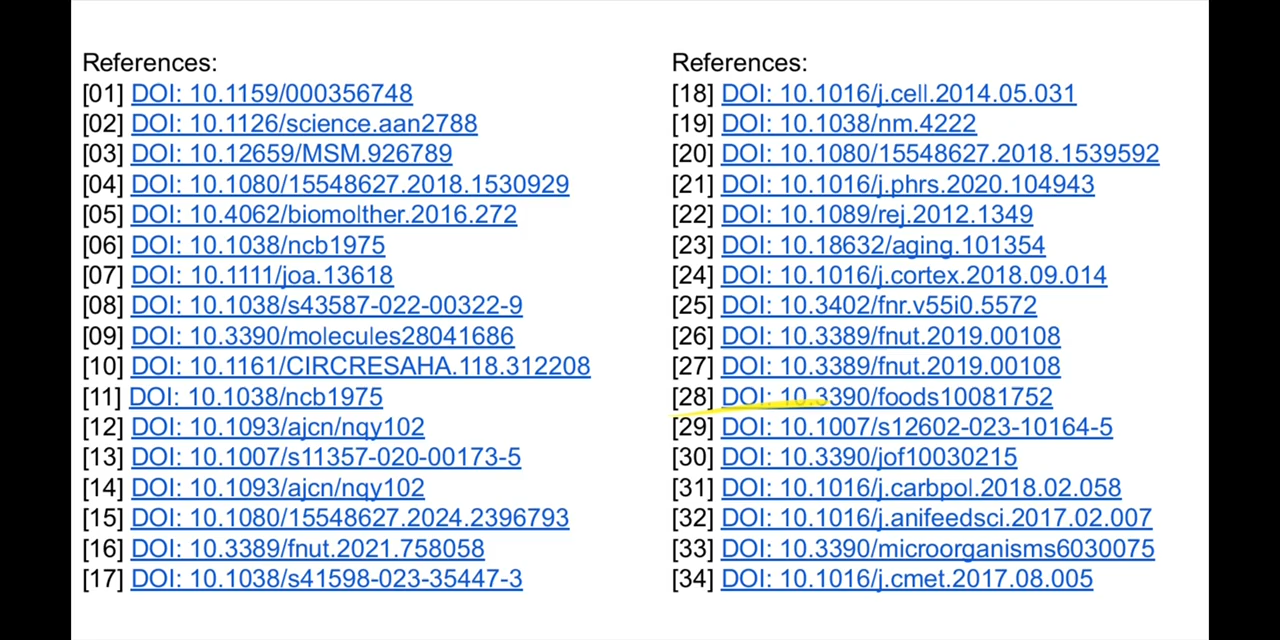 References:
[01] DOI: 10.1159/000356748
[02] DOI: 10.1126/science.aan2788
[03] DOI: 10.12659/MSM.926789
[04] DOI: 10.1080/15548627.2018.1530929
[05] DOI: 10.4062/biomolther.2016.272
[06] DOI: 10.1038/ncb1975
[07] DOI: 10.1111/joa.13618
[08] DOI: 10.1038/s43587-022-00322-9
[09] DOI: 10.3390/molecules28041686
[10] DOI: 10.1161/CIRCRESAHA.118.312208
[11] DOI: 10.1038/ncb1975
[12] DOI: 10.1093/ajcn/nqy102
[13] DOI: 10.1007/s11357-020-00173-5
[14] DOI: 10.1093/ajcn/nqy102
[15] DOI: 10.1080/15548627.2024.2396793
[16] DOI: 10.3389/fnut.2021.758058
[17] DOI: 10.1038/s41598-023-35447-3
References:
[18] DOI: 10.1016/j.cell.2014.05.031
[19] DOI: 10.1038/nm.4222
[20] DOI: 10.1080/15548627.2018.1539592
[21] DOI: 10.1016/j.phrs.2020.104943
[22] DOI: 10.1089/rej.2012.1349
[23] DOI: 10.18632/aging.101354
[24] DOI: 10.1016/j.cortex.2018.09.014
[25] DOI: 10.3402/fnr.v55i0.5572
[26] DOI: 10.3389/fnut.2019.00108
[27] DOI: 10.3389/fnut.2019.00108
[28] DOI: 10.3390/foods10081752
[29] DOI: 10.1007/s12602-023-10164-5
[30] DOI: 10.3390/jof10030215
[31] DOI: 10.1016/j.carbpol.2018.02.058
[32] DOI: 10.1016/j.anifeedsci.2017.02.007
[33] DOI: 10.3390/microorganisms6030075
[34] DOI: 10.1016/j.cmet.2017.08.005